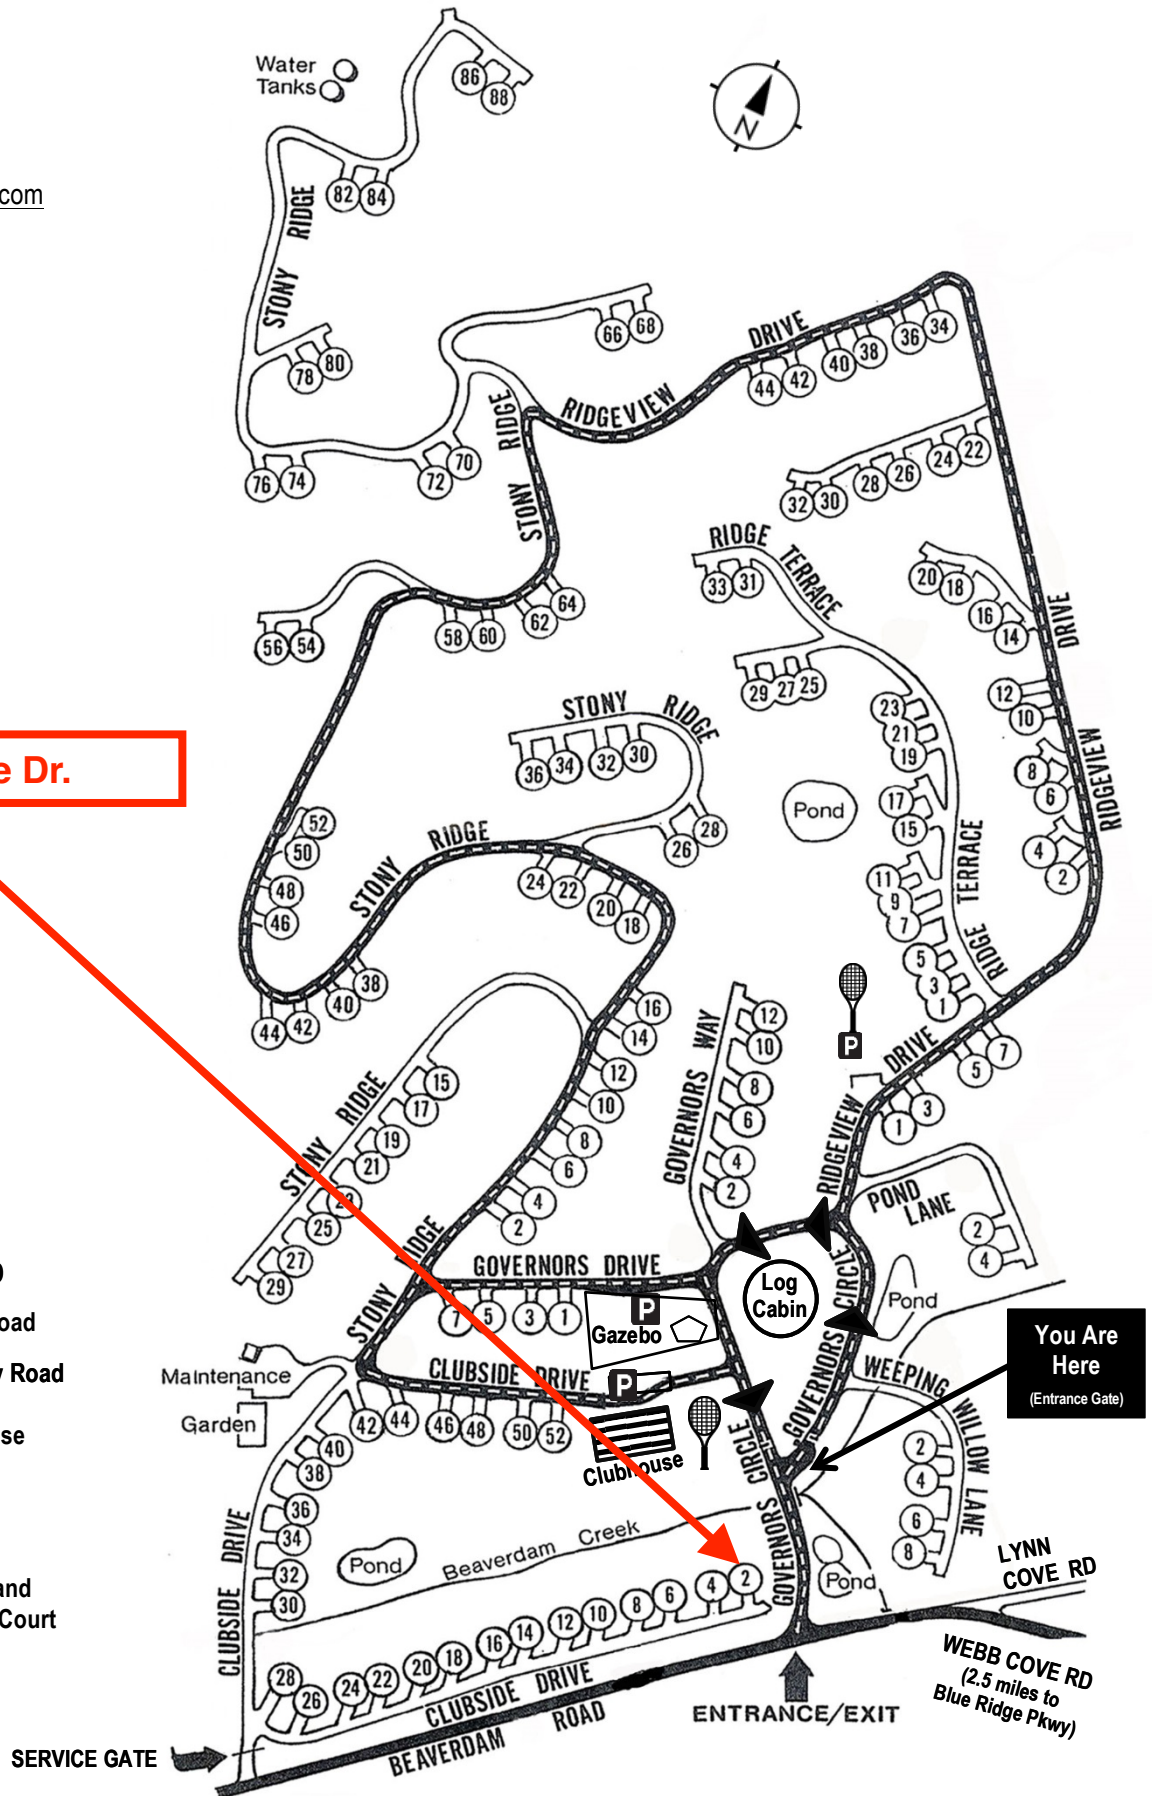 Water
Tanks
86
88
N
com
82
84
STONY RIDGE
66
68
DRIVE
44
42
40
38
36
34
78
80
RIDGEVIEW
STONY RIDGE
76
74
72
70
32
30
28
26
24
22
RIDGE TERRACE
33
31
20
18
16
14
DRIVE
56
54
58
60
62
64
29
27
25
12
10
8
6
4
2
RIDGEVIEW
STONY RIDGE
36
34
32
30
28
26
23
21
19
17
15
11
9
7
5
3
1
RIDGE TERRACE
Pond
e Dr.
52
50
48
46
44
42
40
38
STONY RIDGE
24
22
20
18
16
14
12
10
8
6
4
2
STONY RIDGE
15
17
19
21
25
27
29
GOVERNORS WAY
12
10
8
6
4
2
P
RIDGEVIEW DRIVE
7
5
3
1
POND
LANE
2
4
Pond
STONY RIDGE
GOVERNORS DRIVE
7
5
3
1
P
Gazebo
Log
Cabin
GOVERNORS CIRCLE
You Are
Here
(Entrance Gate)
oad
Road
se
and
Court
Maintenance
Garden
CLUBSIDE DRIVE
P
42
44
46
48
50
52
Clubhouse
GOVERNORS CIRCLE
WEEPING WILLOW LANE
2
4
6
8
40
38
36
34
32
30
28
26
CLUBSIDE DRIVE
Pond
Beaverdam Creek
24
22
20
18
16
14
12
10
8
6
4
2
Pond
LYNN
COVE RD
WEBB COVE RD
(2.5 miles to
Blue Ridge Pkwy)
CLUBSIDE DRIVE
BEAVERDAM ROAD
ENTRANCE/EXIT
SERVICE GATE